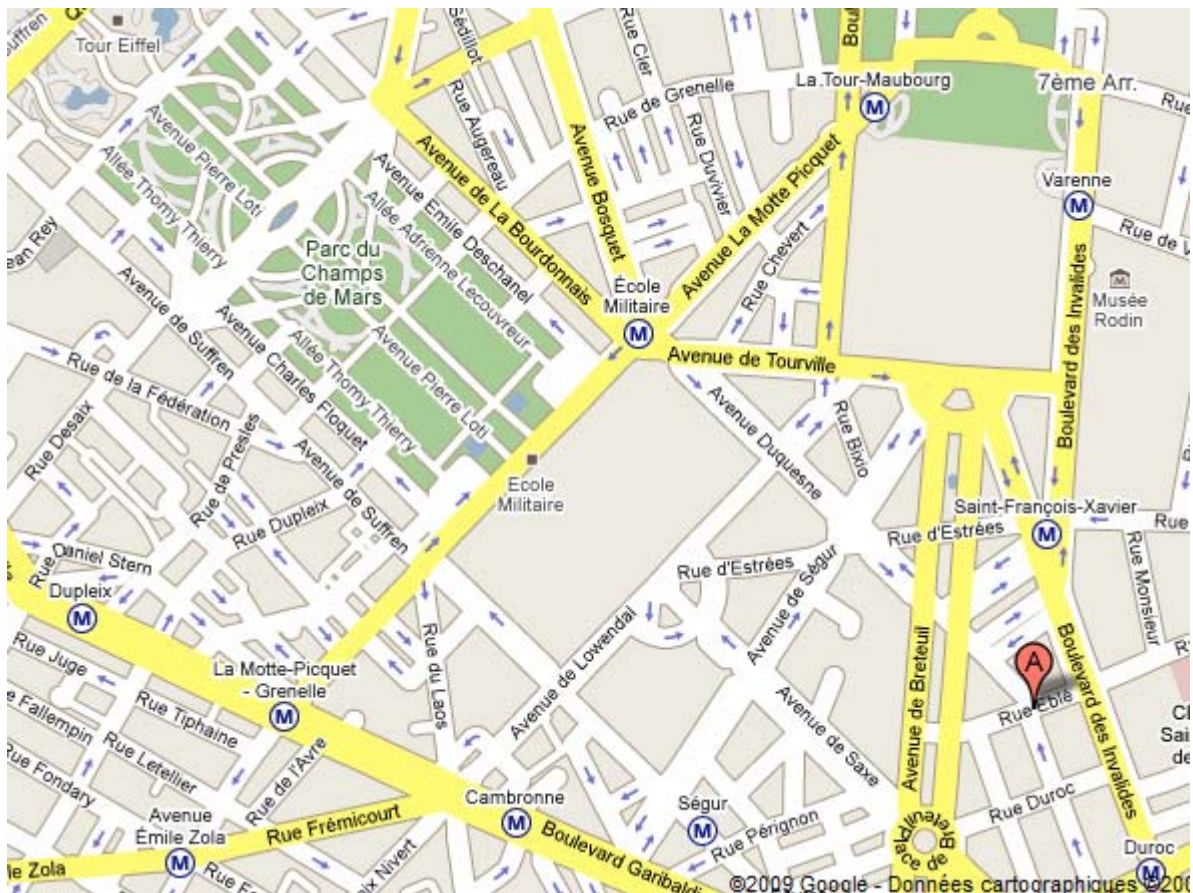 Tour Eiffel
Rue Cler
Rue Augereau
Rue de Grenelle
La Tour-Maubourg
7ème Arr.
Avenue Pierre Loti
Allée Thomy Thierry
Avenue de La Bourdonnais
Avenue Bosquet
Rue Duvivier
Avenue La Motte Picquet
Varenne
Rue de
Avenue Emile Deschanel
Allée Adrienne Lecouvreur
Parc du
Champs
de Mars
Rue Chevert
Musée
Rodin
École
Militaire
Boulevard des Invalides
Avenue de Suffren
Avenue Charles Floquet
Allée Thomy Thierry
Avenue Pierre Loti
Avenue de Tourville
Rue de la Fédération
Rue Desaix
Rue de Presles
Avenue de Suffren
Avenue Duquesne
Rue Bixio
Ecole
Militaire
Rue Dupleix
Saint-François-Xavier
Rue d'Estrées
Rue
Daniel Stern
Dupleix
Rue d'Estrées
Avenue de Ségur
Rue Monsieur
Rue Juge
La Motte-Picquet
- Grenelle
Rue du Laos
Avenue de Lowendal
A
Rue Eblé
Boulevard des Invalides
Avenue de Breteuil
Rue Tiphaine
Fallempin
Rue Letellier
Rue Fondary
Rue de l'Avre
Avenue de Saxe
Avenue
Émile Zola
Rue Frémicourt
Cambronne
Ségur
Rue Pérignon
Rue Duroc
Duroc
Boulevard Garibaldi
©2009 Google - Données cartographiques ©200